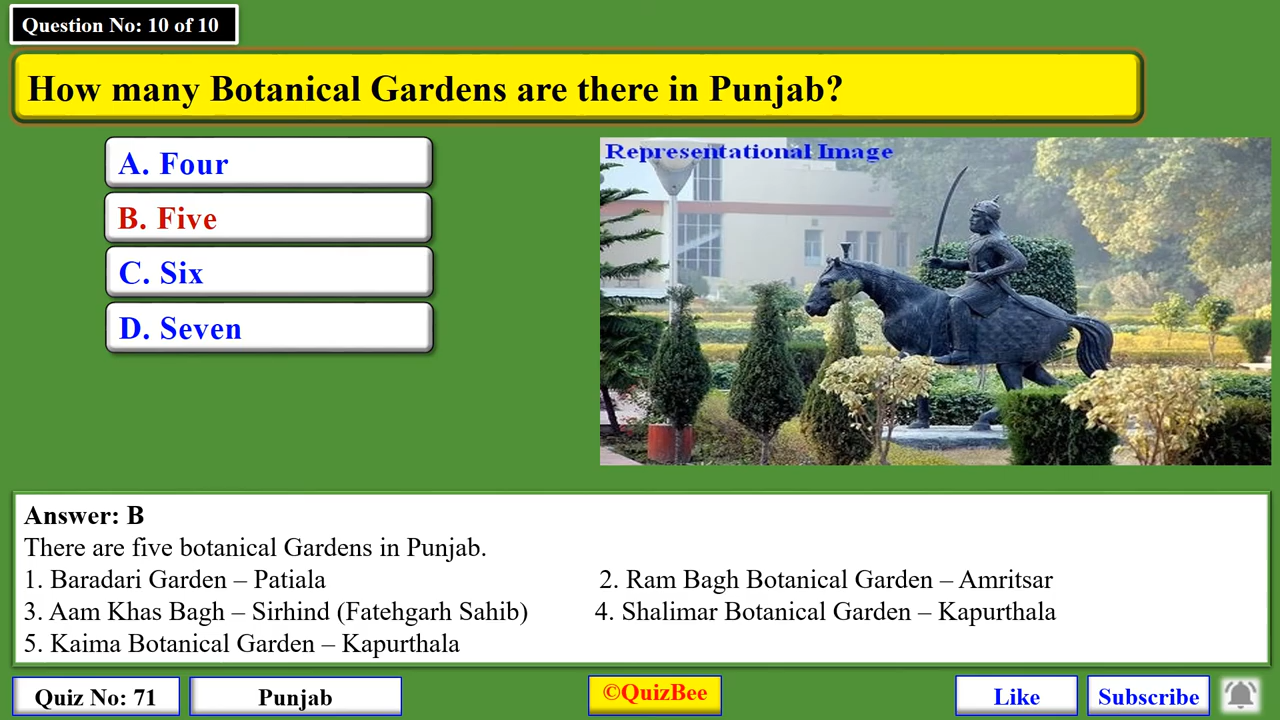 Question No: 10 of 10
How many Botanical Gardens are there in Punjab?
A. Four
B. Five
C. Six
D. Seven
Representational Image
Answer: B
There are five botanical Gardens in Punjab.
1. Baradari Garden – Patiala 2. Ram Bagh Botanical Garden – Amritsar
3. Aam Khas Bagh – Sirhind (Fatehgarh Sahib) 4. Shalimar Botanical Garden – Kapurthala
5. Kaima Botanical Garden – Kapurthala
Quiz No: 71 Punjab ©QuizBee Like Subscribe